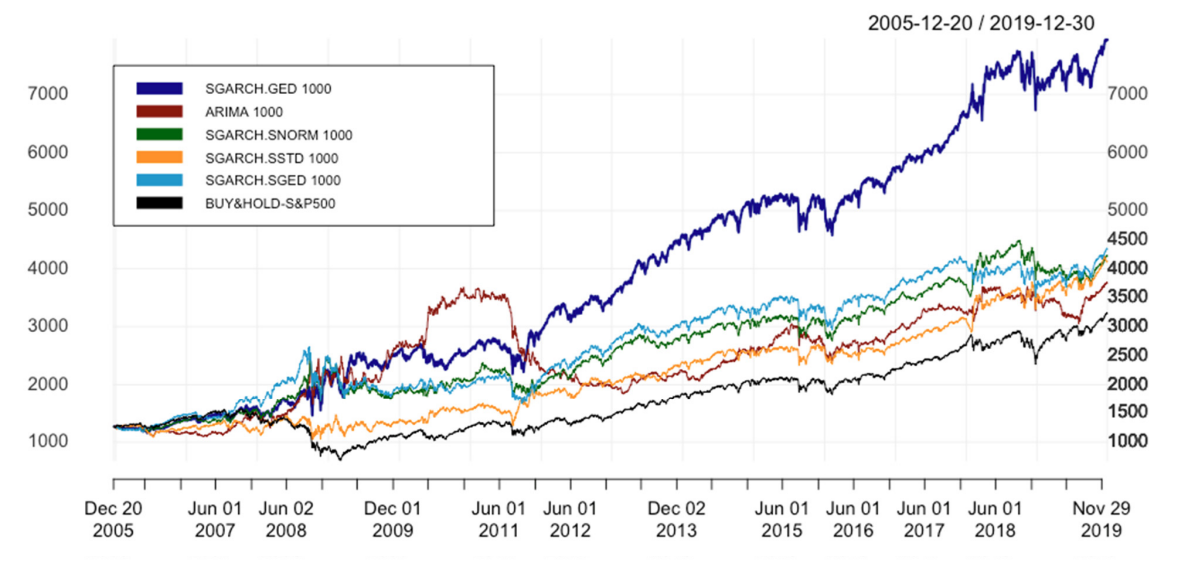 2005-12-20 / 2019-12-30
SGARCH.GED 1000
ARIMA 1000
SGARCH.SNORM 1000
SGARCH.SSTD 1000
SGARCH.SGED 1000
BUY&HOLD-S&P500
7000
6000
5000
4000
3000
2000
1000
7000
6000
5000
4500
4000
3500
3000
2500
2000
1500
1000
Dec 20 2005
Jun 01 2007
Jun 02 2008
Dec 01 2009
Jun 01 2011
Jun 01 2012
Dec 02 2013
Jun 01 2015
Jun 01 2016
Jun 01 2017
Jun 01 2018
Nov 29 2019